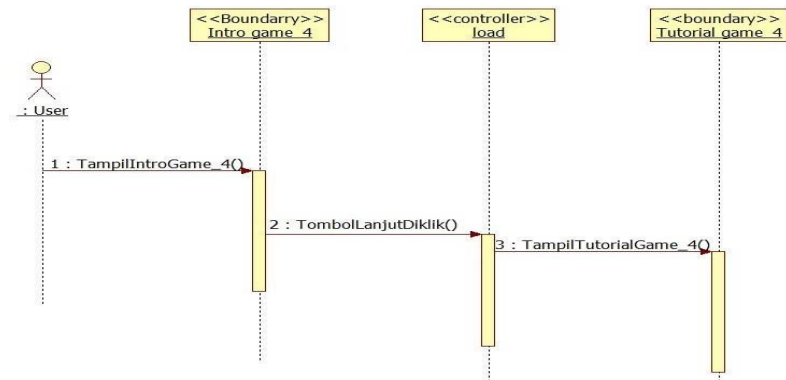 <<Boundarry>>
Intro game_4
<<controller>>
load
<<boundary>>
Tutorial game_4
: User
1 : TampilIntroGame_4()
2 : TombolLanjutDiklik()
3 : TampilTutorialGame_4()